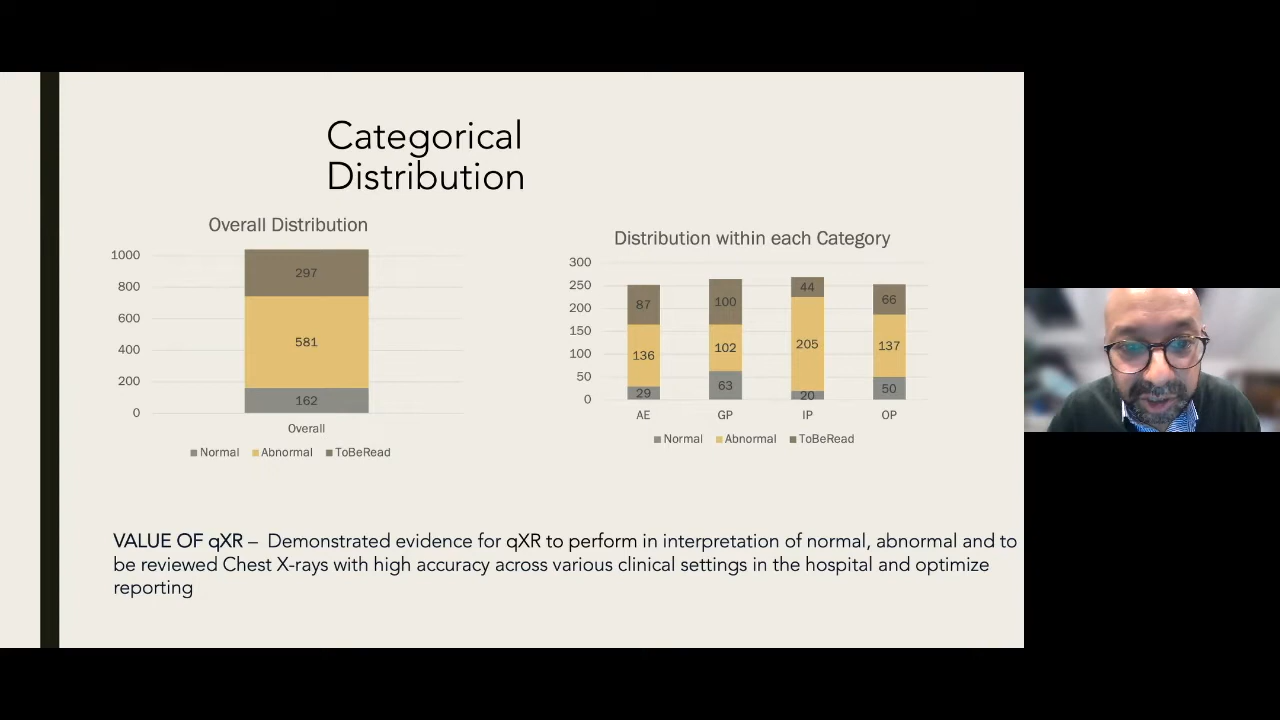 Categorical
Distribution
Overall Distribution
1000
800
600
400
200
0
297
581
162
Overall
Normal Abnormal ToBeRead
Distribution within each Category
300
250
200
150
100
50
0
87 100 44 66
136 102 205 137
29 63 20 50
AE GP IP OP
Normal Abnormal ToBeRead
VALUE OF qXR – Demonstrated evidence for qXR to perform in interpretation of normal, abnormal and to
be reviewed Chest X-rays with high accuracy across various clinical settings in the hospital and optimize
reporting